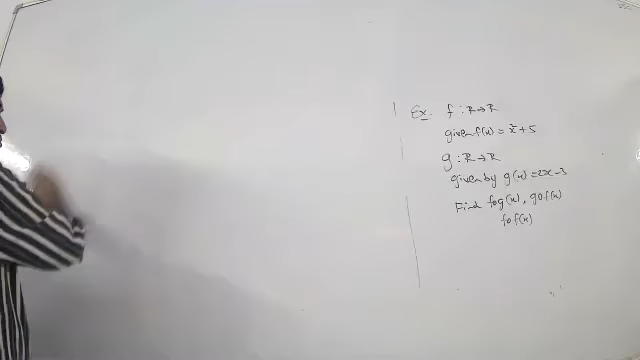 Ex: f : R→R
given f(x) = x² + 5
g : R→R
given by g(x) = 2x - 3
Find fog(x), gof(x)
fof(x)